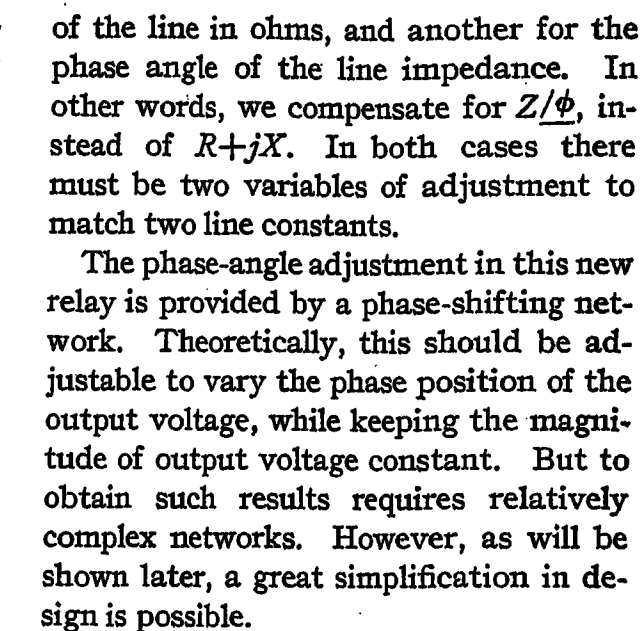 of the line in ohms, and another for the
phase angle of the line impedance. In
other words, we compensate for Z/ϕ, in-
stead of R+jX. In both cases there
must be two variables of adjustment to
match two line constants.
The phase-angle adjustment in this new
relay is provided by a phase-shifting net-
work. Theoretically, this should be ad-
justable to vary the phase position of the
output voltage, while keeping the magni-
tude of output voltage constant. But to
obtain such results requires relatively
complex networks. However, as will be
shown later, a great simplification in de-
sign is possible.